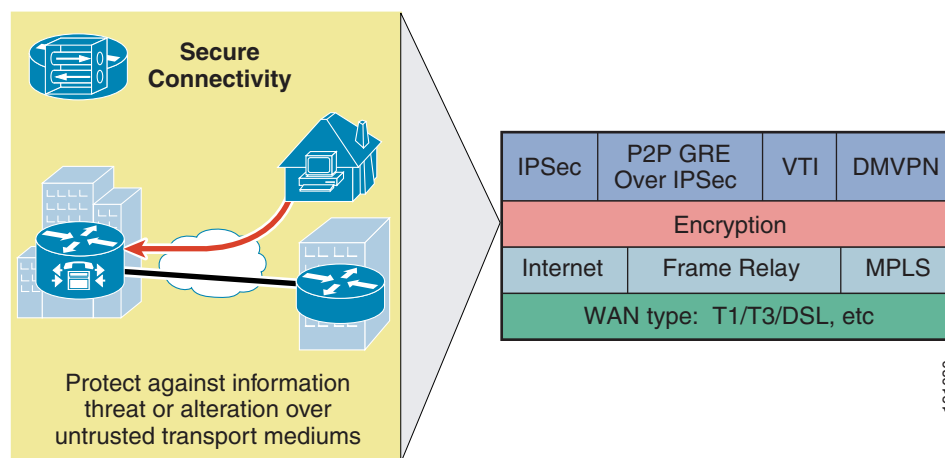 Secure
Connectivity
Protect against information
threat or alteration over
untrusted transport mediums
IPSec
P2P GRE
Over IPSec
VTI
DMVPN
Encryption
Internet
Frame Relay
MPLS
WAN type: T1/T3/DSL, etc